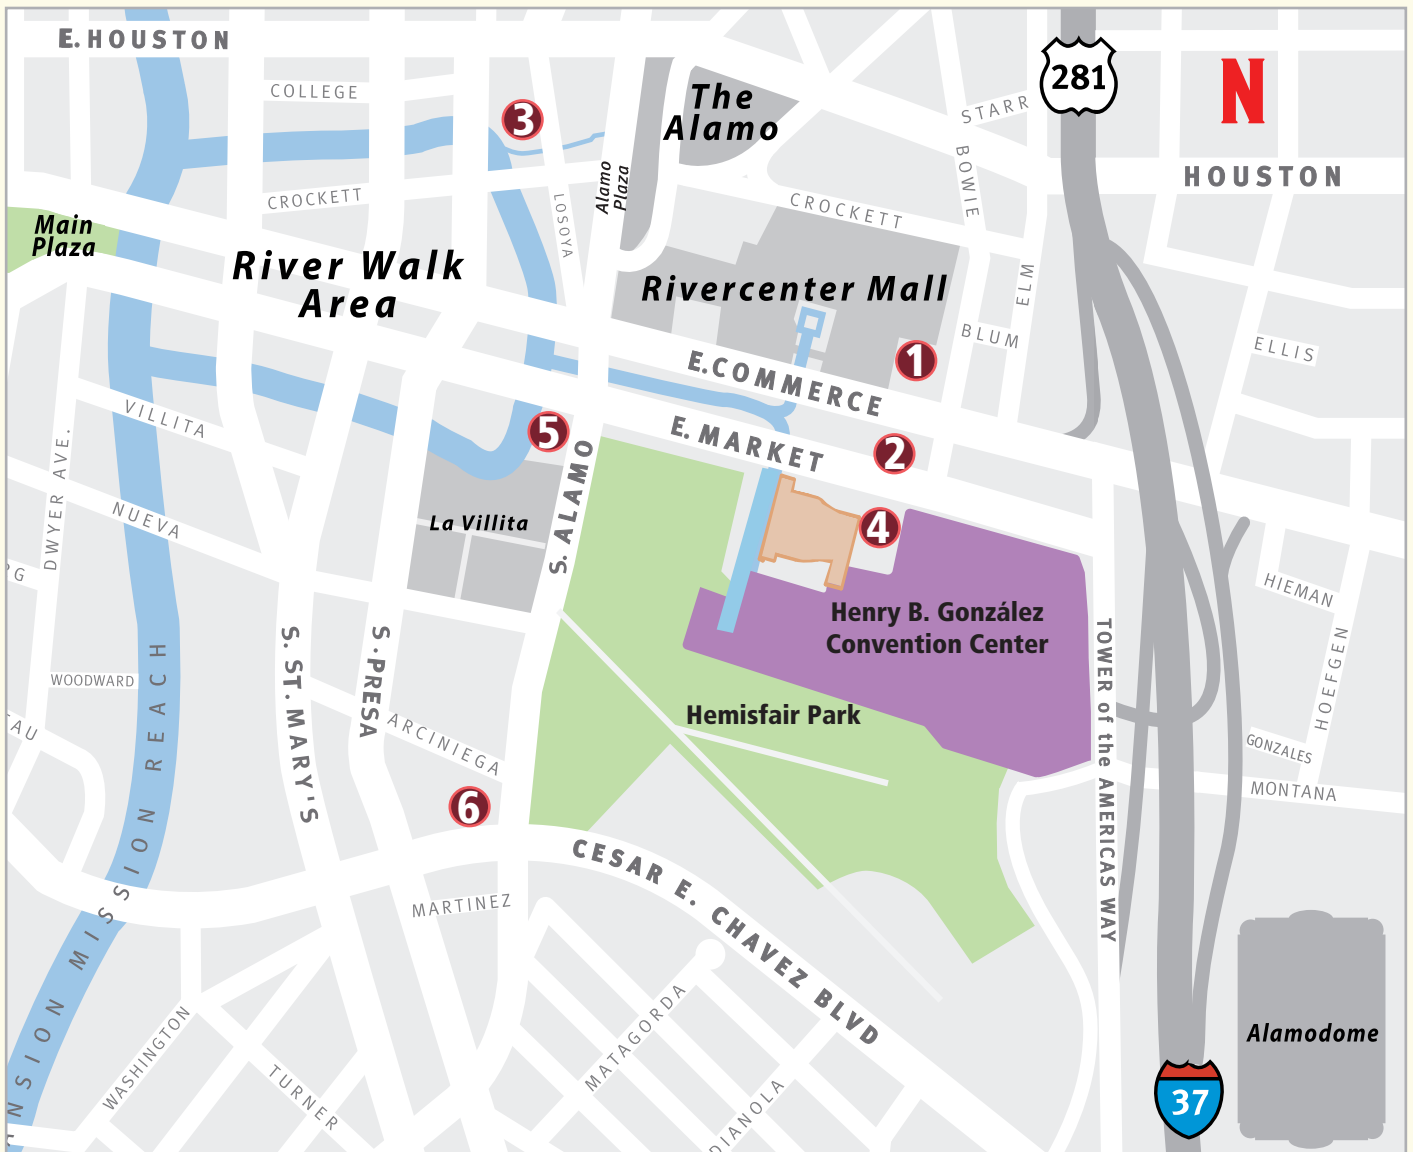 E. HOUSTON
COLLEGE
3
The
Alamo
STARR
281
N
HOUSTON
CROCKETT
LOSOYA
Alamo
Plaza
CROCKETT
BOWIE
Main
Plaza
River Walk
Area
Rivercenter Mall
ELM
BLUM
ELLIS
1
E.COMMERCE
VILLITA
5
E. MARKET
2
DWYER AVE.
NUEVA
La Villita
S. ALAMO
4
HIEMAN
Henry B. González
Convention Center
S. ST. MARY'S
S. PRESA
TOWER of the AMERICAS WAY
HOEFGEN
WOODWARD
MISSION REACH
ARCINIEGA
Hemisfair Park
GONZALES
MONTANA
6
CESAR E. CHAVEZ BLVD
MARTINEZ
MATAGORDA
WASHINGTON
TURNER
DIANOLA
Alamodome
37